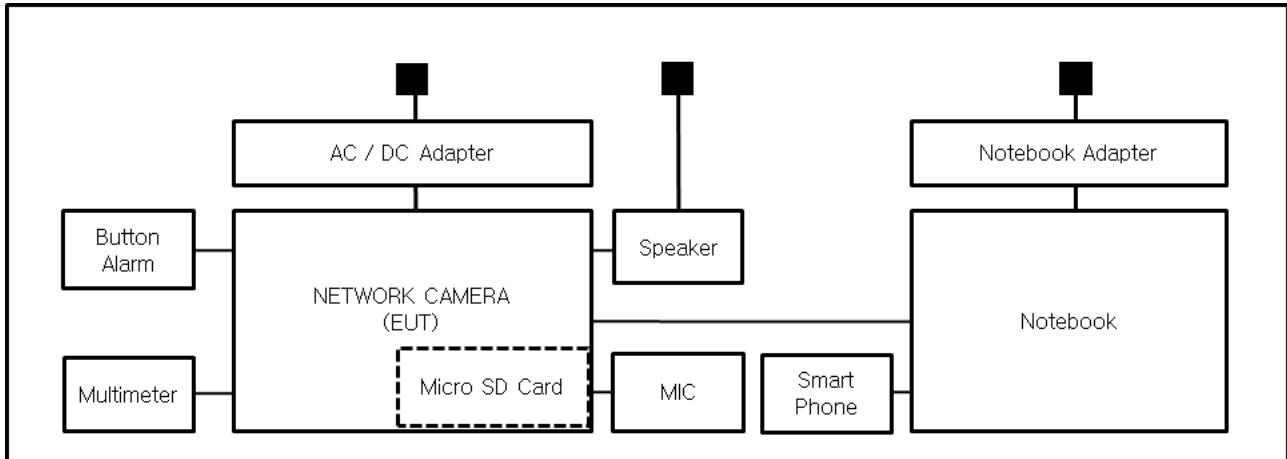 AC / DC Adapter
Notebook Adapter
Button
Alarm
Speaker
NETWORK CAMERA
(EUT)
Notebook
Multimeter
Micro SD Card
MIC
Smart
Phone